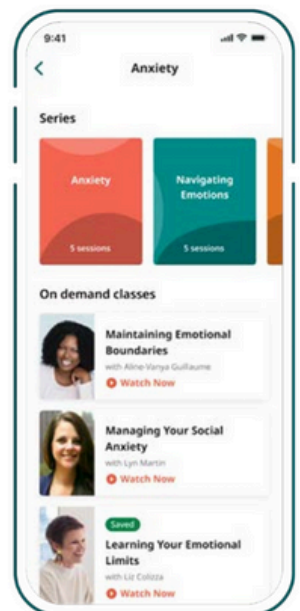 9:41
Anxiety
Series
Anxiety
5 sessions
Navigating
Emotions
5 sessions
On demand classes
Maintaining Emotional
Boundaries
with Aline-Vanya Guillaume
Watch Now
Managing Your Social
Anxiety
with Lyn Martin
Watch Now
Saved
Learning Your Emotional
Limits
with Liz Colizza
Watch Now